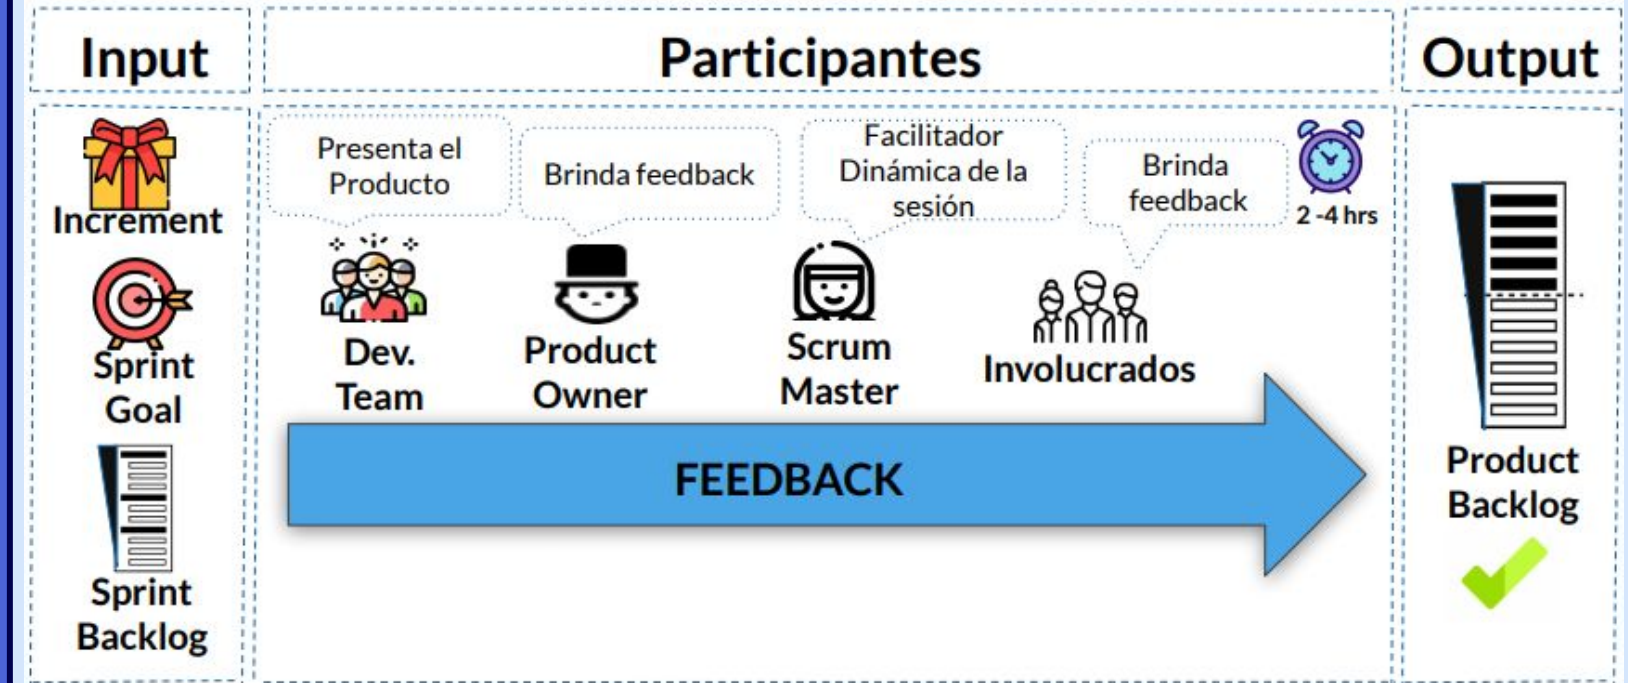 Input
Participantes
Output
Increment
Sprint
Goal
Sprint
Backlog
Presenta el
Producto
Brinda feedback
Facilitador
Dinámica de la
sesión
Brinda
feedback
2 -4 hrs
Dev.
Team
Product
Owner
Scrum
Master
Involucrados
FEEDBACK
Product
Backlog